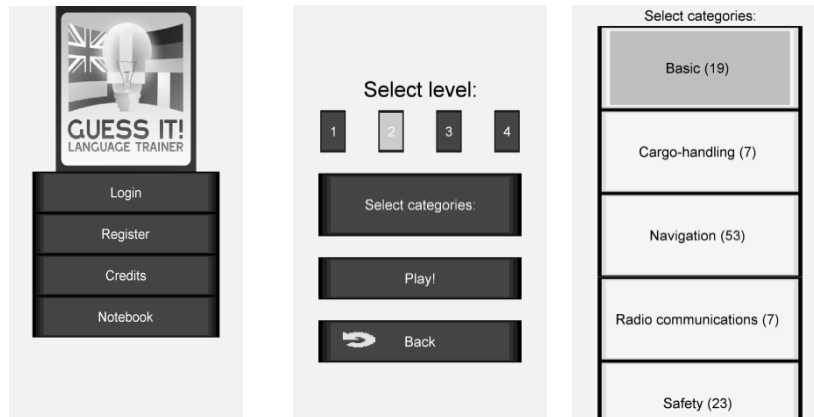 GUESS IT!
LANGUAGE TRAINER
Login
Register
Credits
Notebook
Select level:
1 2 3 4
Select categories:
Play!
Back
Select categories:
Basic (19)
Cargo-handling (7)
Navigation (53)
Radio communications (7)
Safety (23)